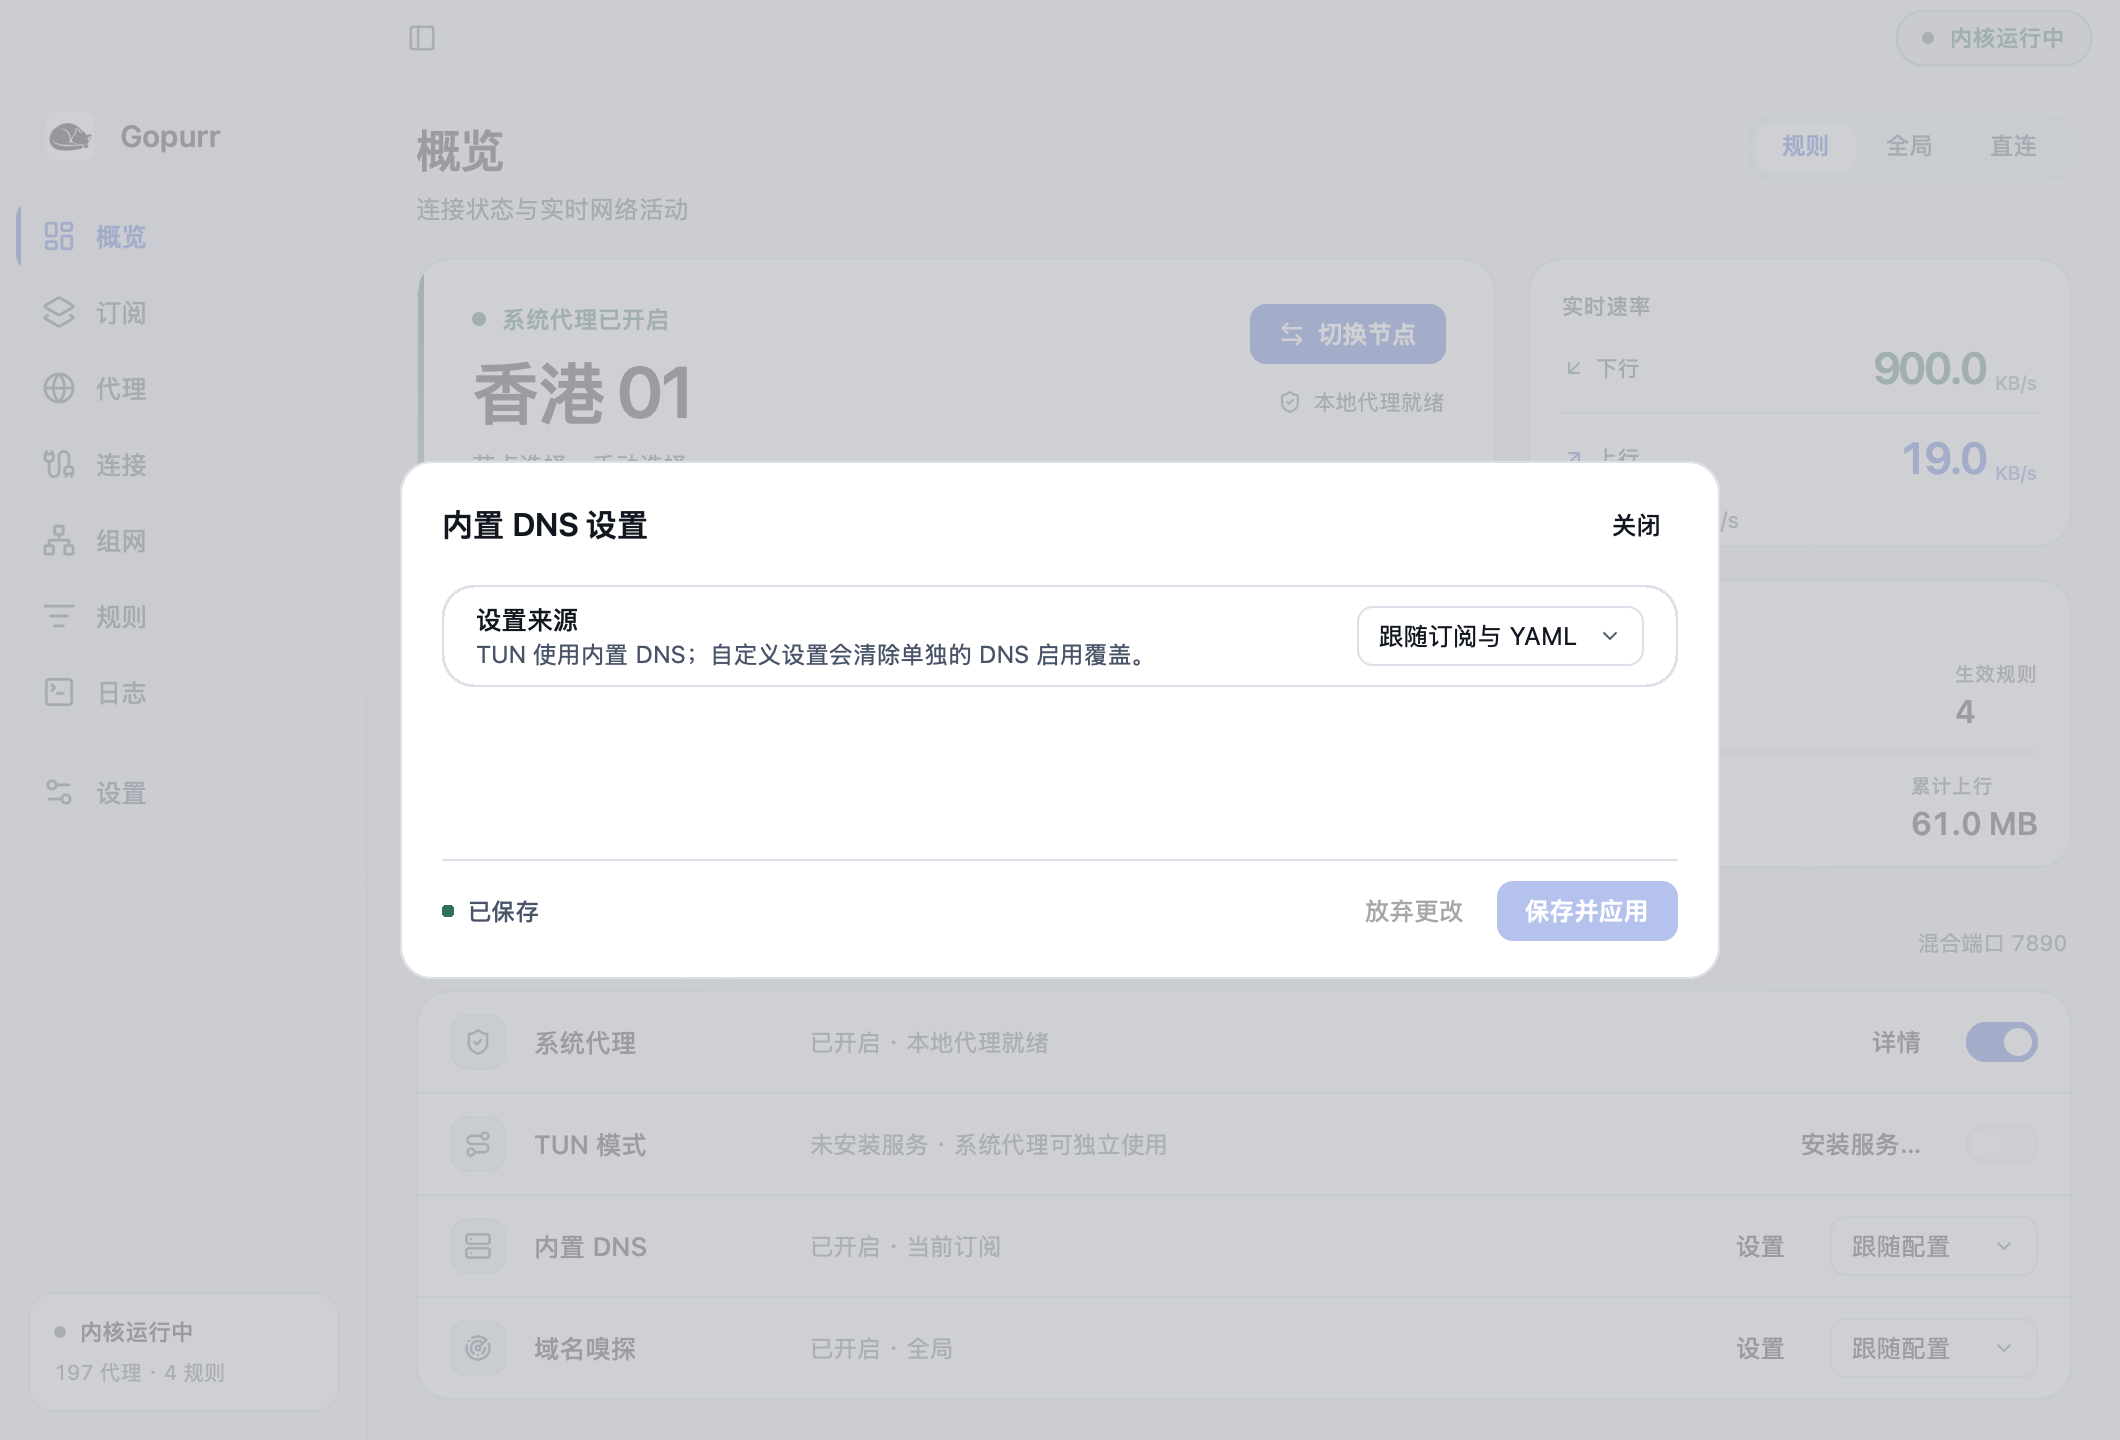 内核运行中
Gopurr
概览
订阅
代理
连接
组网
规则
日志
设置
内核运行中
197 代理 · 4 规则
概览
连接状态与实时网络活动
规则
全局
直连
系统代理已开启
香港 01
切换节点
本地代理就绪
实时速率
下行
900.0 KB/s
上行
19.0 KB/s
/s
内置 DNS 设置
关闭
设置来源
TUN 使用内置 DNS；自定义设置会清除单独的 DNS 启用覆盖。
跟随订阅与 YAML
已保存
放弃更改
保存并应用
生效规则
4
累计上行
61.0 MB
混合端口 7890
系统代理
已开启 · 本地代理就绪
详情
TUN 模式
未安装服务 · 系统代理可独立使用
安装服务...
内置 DNS
已开启 · 当前订阅
设置
跟随配置
域名嗅探
已开启 · 全局
设置
跟随配置